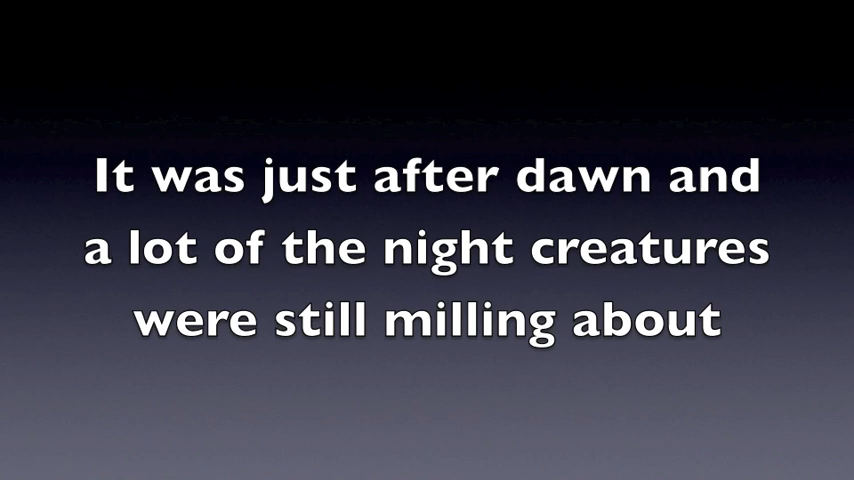 It was just after dawn and
a lot of the night creatures
were still milling about